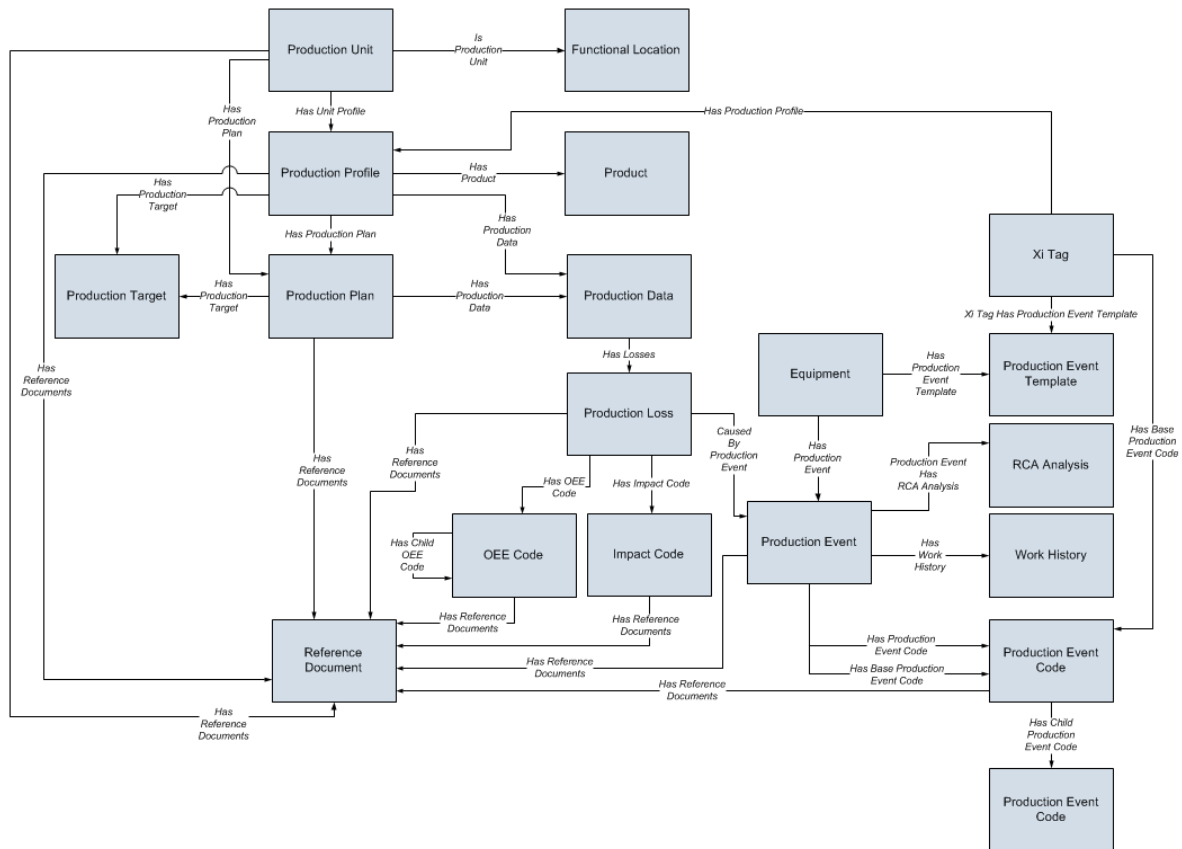 Production Unit
Is
Production
Unit
Functional Location
Has
Production
Plan
Has Unit Profile
Has Production Profile
Production Profile
Has
Product
Product
Has
Production
Target
Has
Production
Data
Has Production Plan
Xi Tag
Production Target
Has
Production
Target
Production Plan
Has
Production
Data
Production Data
Xi Tag Has Production Event Template
Has Losses
Has
Reference
Documents
Equipment
Has
Production
Event
Template
Production Event
Template
Production Loss
Has
Reference
Documents
Has
Reference
Documents
Caused
By
Production
Event
Has
Production
Event
Has Base
Production
Event Code
Production Event
Has
RCA Analysis
RCA Analysis
Has OEE
Code
Has Impact Code
Has Child
OEE
Code
OEE Code
Impact Code
Production Event
Has
Work
History
Work History
Has Reference
Documents
Has Reference
Documents
Reference
Document
Has Production
Event Code
Has Reference
Documents
Has Base Production
Event Code
Production Event
Code
Has Reference
Documents
Has
Reference
Documents
Has Child
Production
Event Code
Production Event
Code